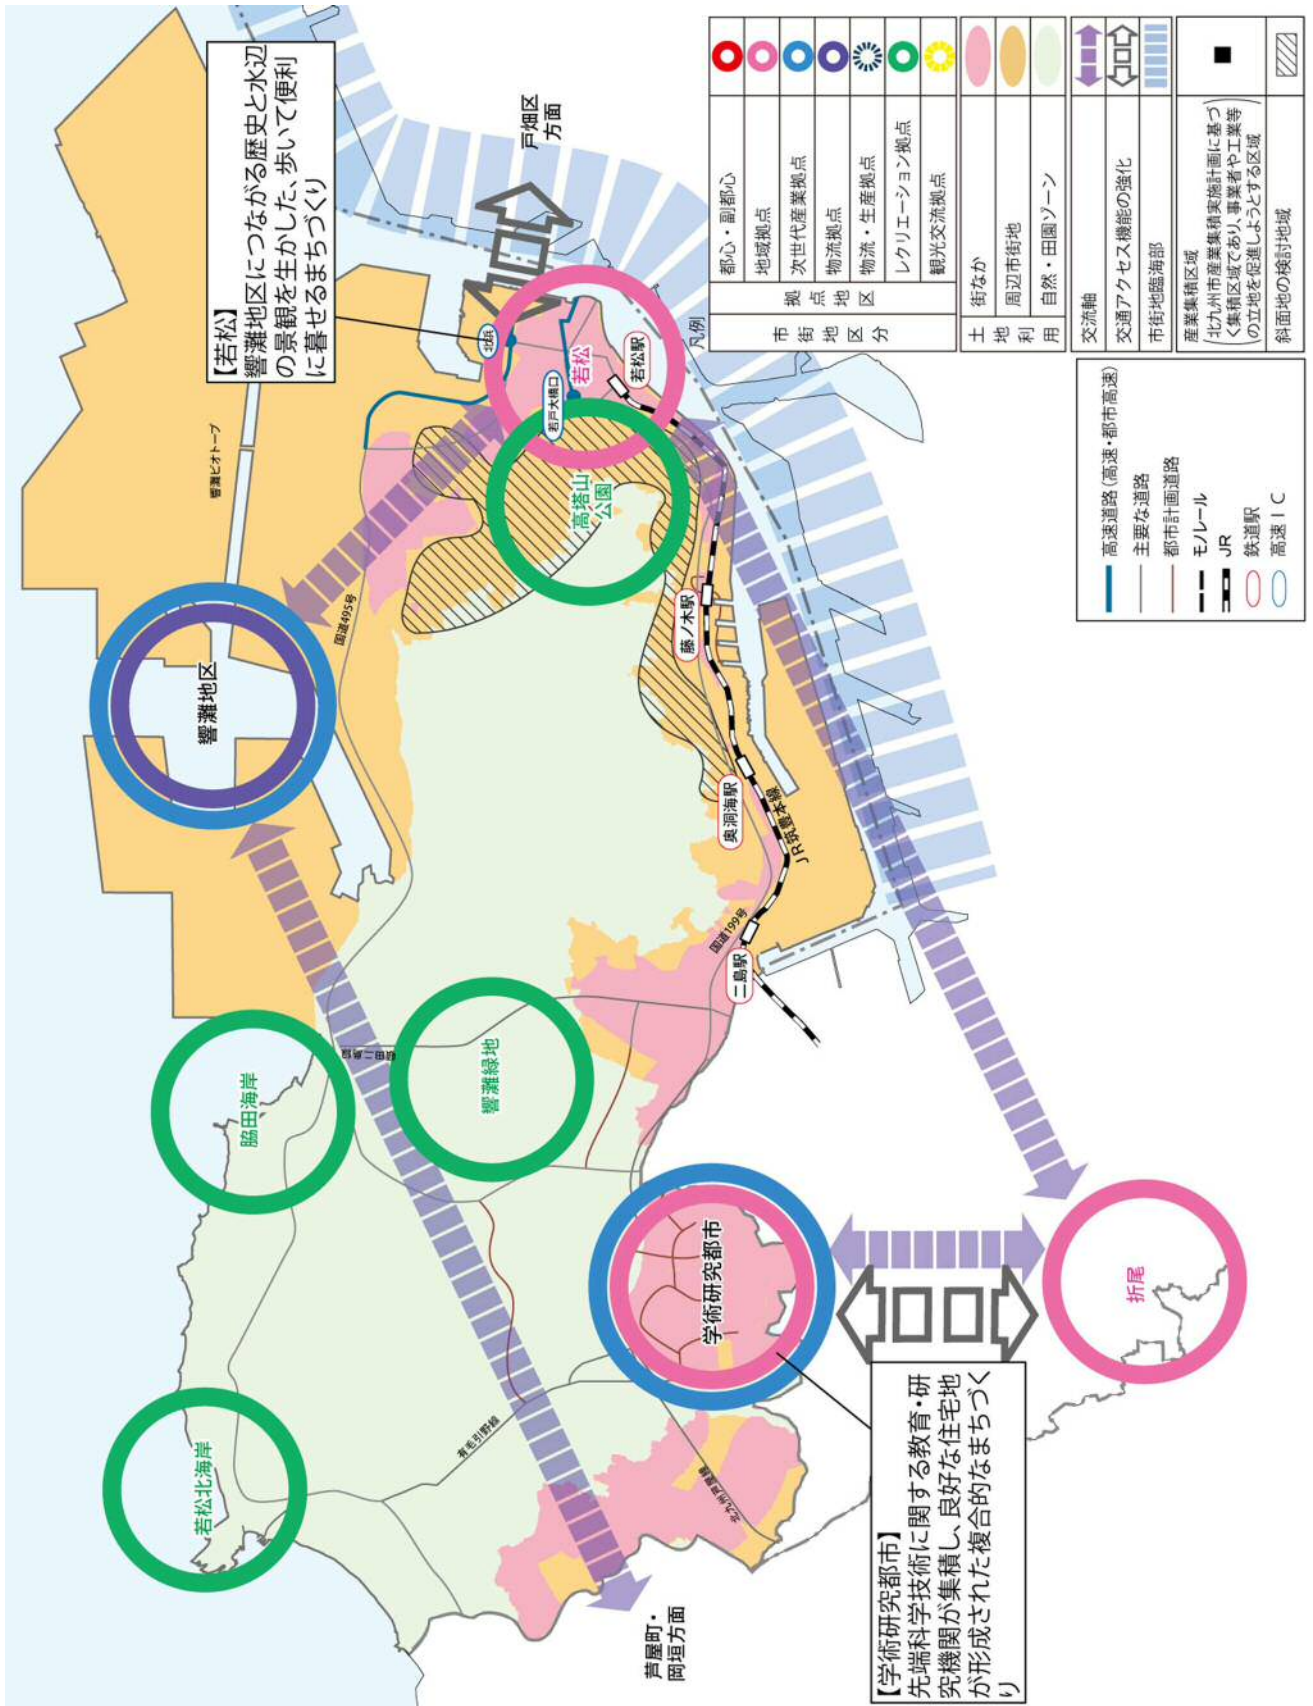 【若松】
響灘地区につながる歴史と水辺
の景観を生かした、歩いて便利
に暮せるまちづくり
戸畑区
方面
響灘ビオトープ
響灘地区
国道495号
北浜
若戸大橋口
若松
若松駅
高塔山
公園
藤ノ木駅
奥洞海駅
JR筑豊本線
国道199号
二島駅
脇田海岸
響灘緑地
若松北海岸
有毛引野線
北九州芦屋線
学術研究都市
折尾
芦屋町・
岡垣方面
【学術研究都市】
先端科学技術に関する教育・研
究機関が集積し、良好な住宅地
が形成された複合的なまちづく
り
凡例
市街地区分
拠点地区
都心・副都心
地域拠点
次世代産業拠点
物流拠点
物流・生産拠点
レクリエーション拠点
観光交流拠点
土地利用
街なか
周辺市街地
自然・田園ゾーン
交流軸
交通アクセス機能の強化
市街地臨海部
産業集積区域
(北九州市産業集積実施計画に基づ
く集積区域であり、事業者や工業等
の立地を促進しようとする区域)
斜面地の検討地域
高速道路(高速・都市高速)
主要な道路
都市計画道路
モノレール
JR
鉄道駅
高速IC